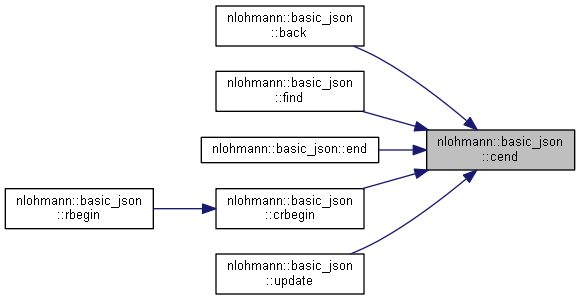 nlohmann::basic_json
::back
nlohmann::basic_json
::find
nlohmann::basic_json::end
nlohmann::basic_json
::cend
nlohmann::basic_json
::rbegin
nlohmann::basic_json
::crbegin
nlohmann::basic_json
::update